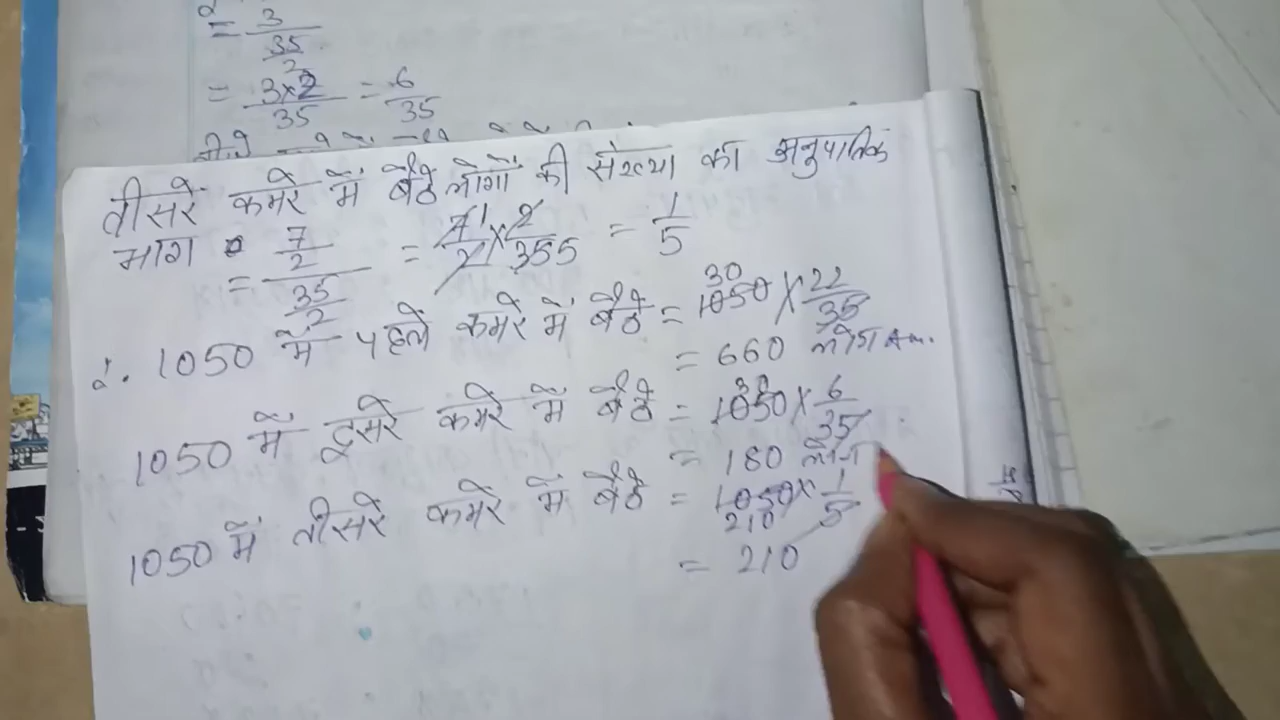 = 3/(35/2)
= 3×2/35 = 6/35
तीसरे कमरे में बैठे लोगों की संख्या का अनुपातिक
भाग = (7/2)/(35/2) = 7/2 × 2/35 = 1/5
∴ 1050 में पहले कमरे में बैठे = 1050 × 22/35
= 660 लोग Ans.
1050 में दूसरे कमरे में बैठे = 1050 × 6/35
= 180 लोग
1050 में तीसरे कमरे में बैठे = 1050 × 1/5
= 210